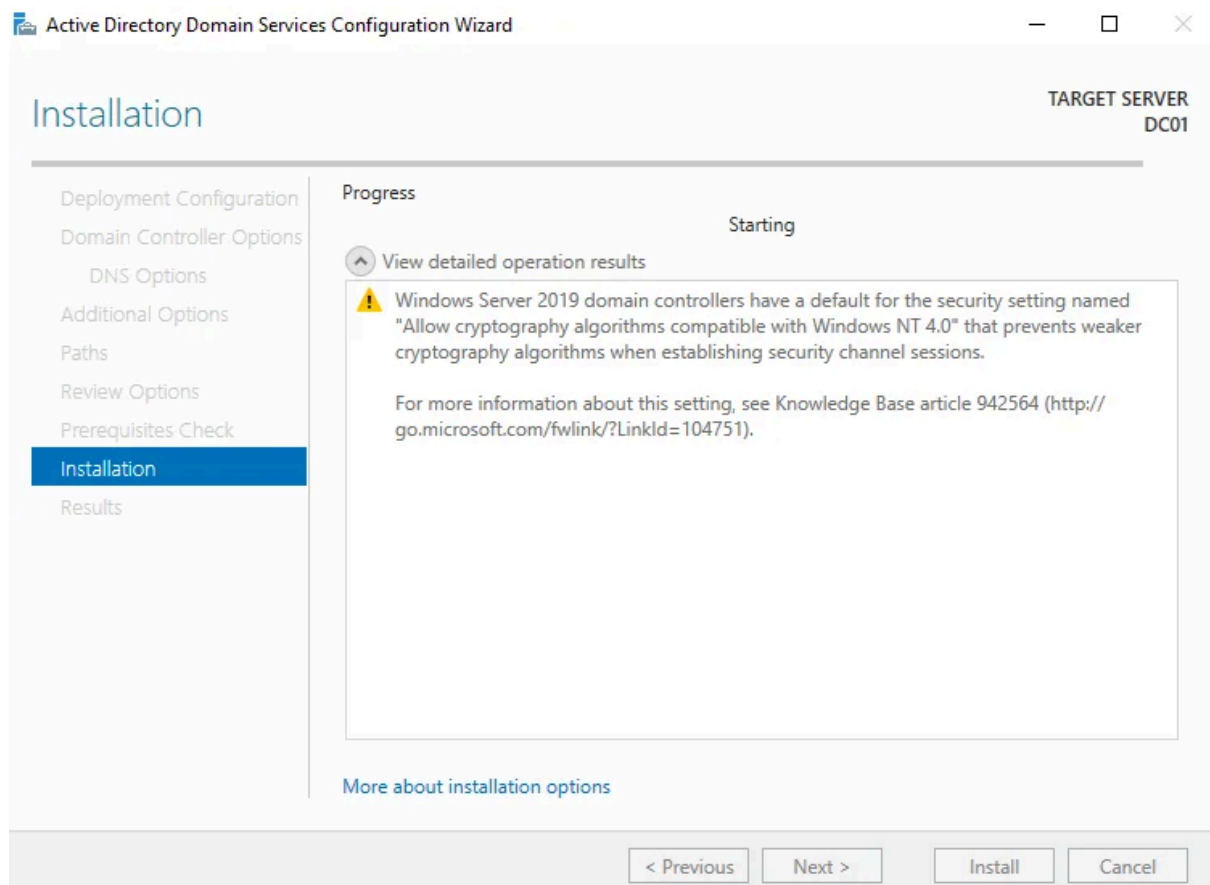 Active Directory Domain Services Configuration Wizard
Installation
TARGET SERVER
DC01
Deployment Configuration
Domain Controller Options
DNS Options
Additional Options
Paths
Review Options
Prerequisites Check
Installation
Results
Progress
Starting
View detailed operation results
Windows Server 2019 domain controllers have a default for the security setting named
"Allow cryptography algorithms compatible with Windows NT 4.0" that prevents weaker
cryptography algorithms when establishing security channel sessions.
For more information about this setting, see Knowledge Base article 942564 (http://
go.microsoft.com/fwlink/?LinkId=104751).
More about installation options
< Previous
Next >
Install
Cancel